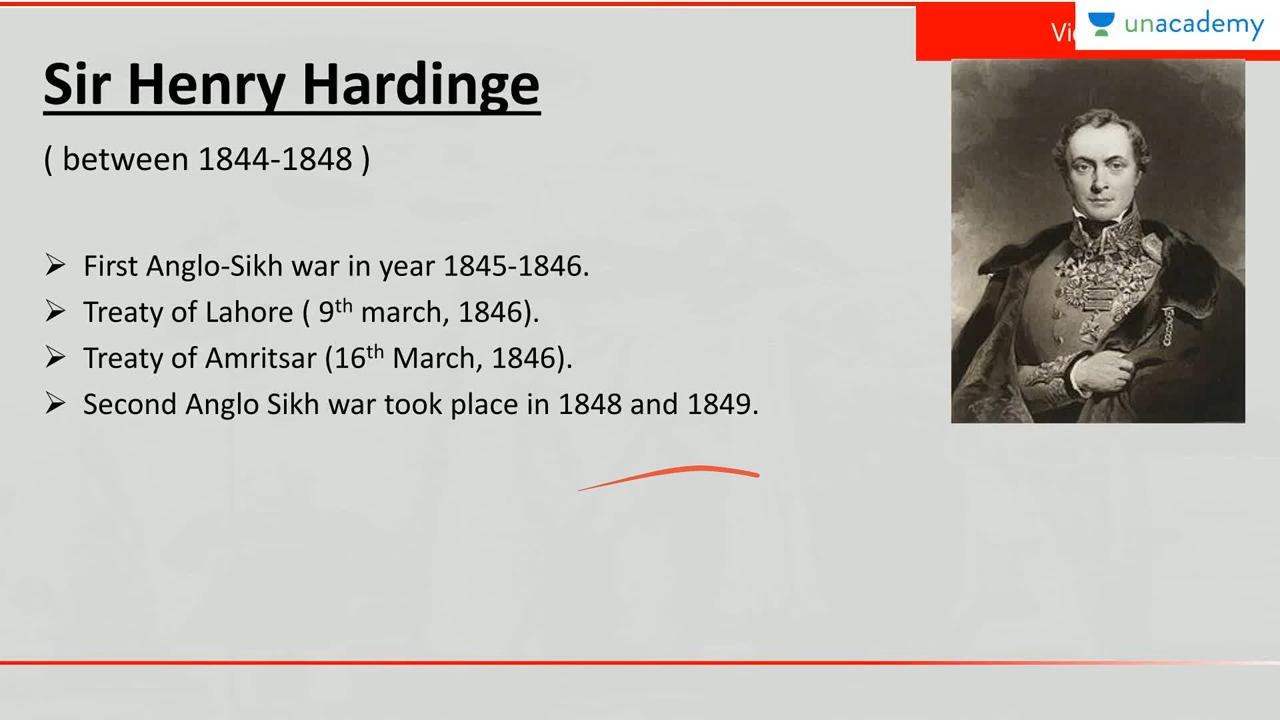 unacademy
Sir Henry Hardinge
( between 1844-1848 )
➢ First Anglo-Sikh war in year 1845-1846.
➢ Treaty of Lahore ( 9th march, 1846).
➢ Treaty of Amritsar (16th March, 1846).
➢ Second Anglo Sikh war took place in 1848 and 1849.